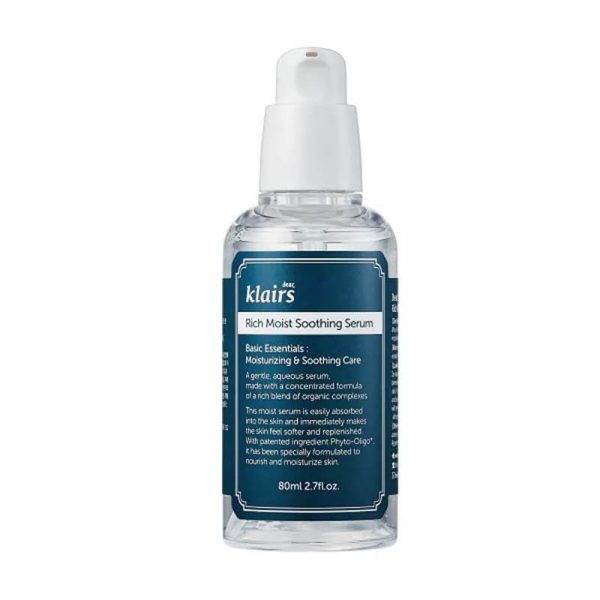 dear,
klairs
Rich Moist Soothing Serum
Basic Essentials :
Moisturizing & Soothing Care
A gentle, aqueous serum,
made with a concentrated formula
of a rich blend of organic complexes
This moist serum is easily absorbed
into the skin and immediately makes
the skin feel softer and replenished.
With patented ingredient Phyto-Oligo*,
it has been specially formulated to
nourish and moisturize skin.
80ml 2.7fl.oz.